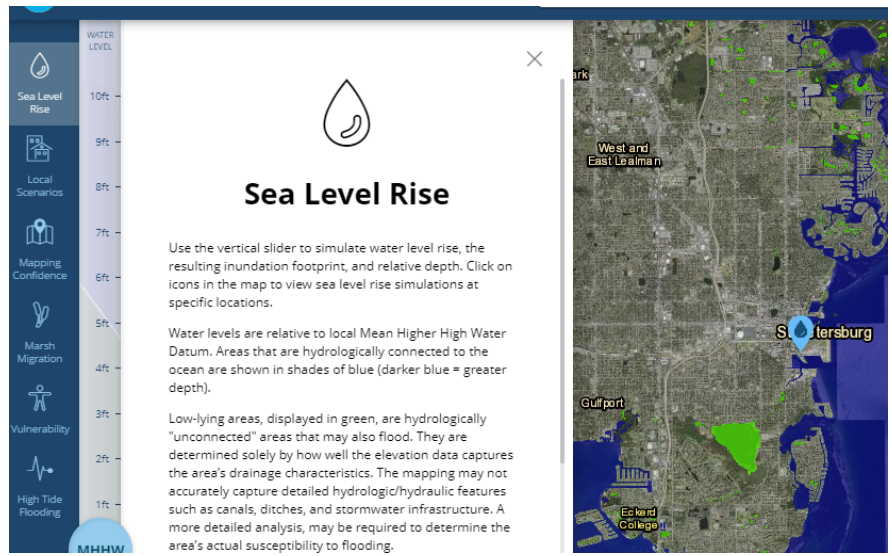 WATER
LEVEL
Sea Level
Rise
Local
Scenarios
Mapping
Confidence
Marsh
Migration
Vulnerability
High Tide
Flooding
10ft
9ft
8ft
7ft
6ft
5ft
4ft
3ft
2ft
1ft
MHHW
Sea Level Rise
Use the vertical slider to simulate water level rise, the
resulting inundation footprint, and relative depth. Click on
icons in the map to view sea level rise simulations at
specific locations.
Water levels are relative to local Mean Higher High Water
Datum. Areas that are hydrologically connected to the
ocean are shown in shades of blue (darker blue = greater
depth).
Low-lying areas, displayed in green, are hydrologically
"unconnected" areas that may also flood. They are
determined solely by how well the elevation data captures
the area's drainage characteristics. The mapping may not
accurately capture detailed hydrologic/hydraulic features
such as canals, ditches, and stormwater infrastructure. A
more detailed analysis, may be required to determine the
area's actual susceptibility to flooding.
ark
West and
East Lealman
St tersburg
Gulfport
Eckerd
College